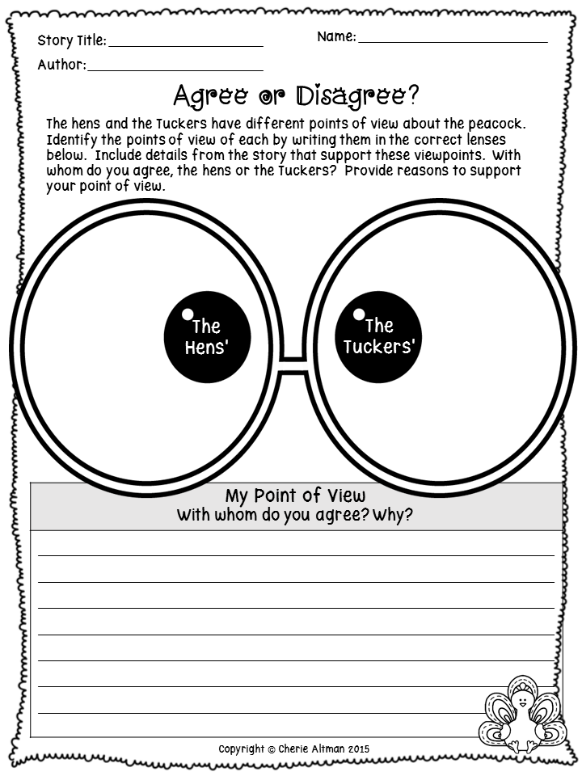 Story Title:
Name:
Author:
Agree or Disagree?
The hens and the Tuckers have different points of view about the peacock.
Identify the points of view of each by writing them in the correct lenses
below. Include details from the story that support these viewpoints. With
whom do you agree, the hens or the Tuckers? Provide reasons to support
your point of view.
The
Hens'
The
Tuckers'
My Point of View
With whom do you agree? Why?
Copyright © Cherie Altman 2015